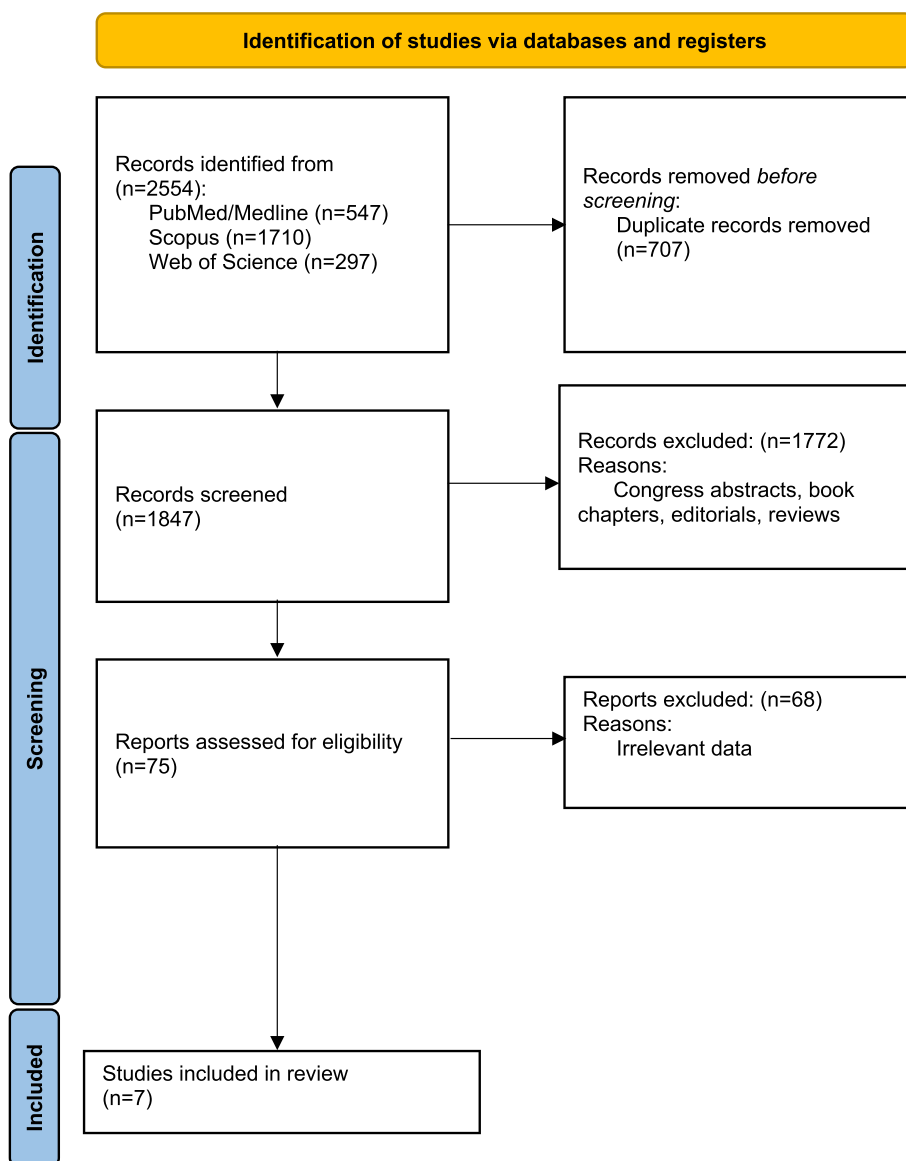 Identification of studies via databases and registers
Identification
Records identified from
(n=2554):
PubMed/Medline (n=547)
Scopus (n=1710)
Web of Science (n=297)
Records removed before
screening:
Duplicate records removed
(n=707)
Screening
Records screened
(n=1847)
Records excluded: (n=1772)
Reasons:
Congress abstracts, book
chapters, editorials, reviews
Reports assessed for eligibility
(n=75)
Reports excluded: (n=68)
Reasons:
Irrelevant data
Included
Studies included in review
(n=7)